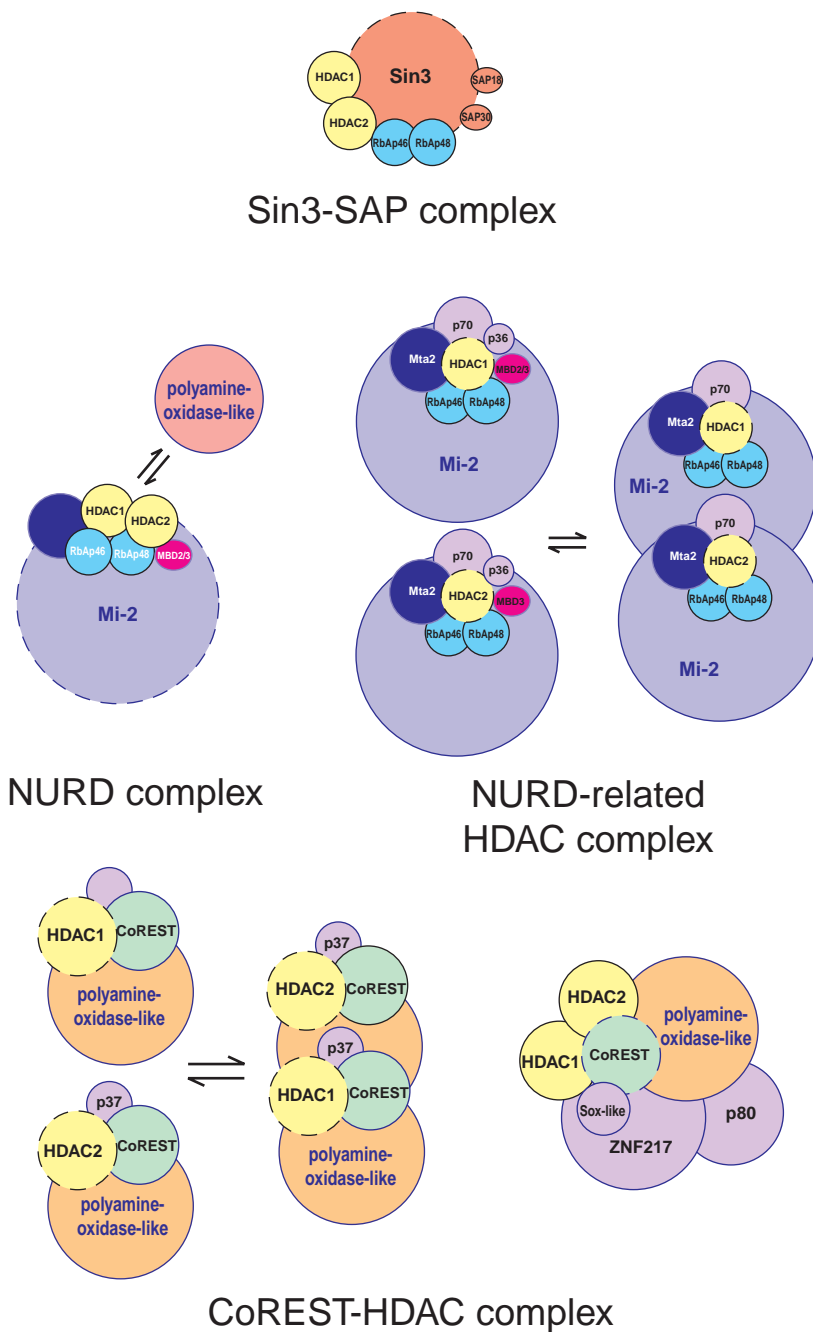 HDAC1
Sin3
SAP18
HDAC2
SAP30
RbAp46
RbAp48
Sin3-SAP complex
polyamine-
oxidase-like
HDAC1
HDAC2
RbAp46
RbAp48
MBD2/3
Mi-2
NURD complex
p70
p36
Mta2
HDAC1
MBD2/3
RbAp46
RbAp48
Mi-2
p70
p36
Mta2
HDAC2
MBD3
RbAp46
RbAp48
p70
Mta2
HDAC1
RbAp46
RbAp48
Mi-2
p70
Mta2
HDAC2
RbAp46
RbAp48
Mi-2
NURD-related
HDAC complex
HDAC1
CoREST
polyamine-
oxidase-like
p37
HDAC2
CoREST
polyamine-
oxidase-like
p37
HDAC2
CoREST
p37
HDAC1
CoREST
polyamine-
oxidase-like
HDAC2
polyamine-
oxidase-like
HDAC1
CoREST
Sox-like
ZNF217
p80
CoREST-HDAC complex